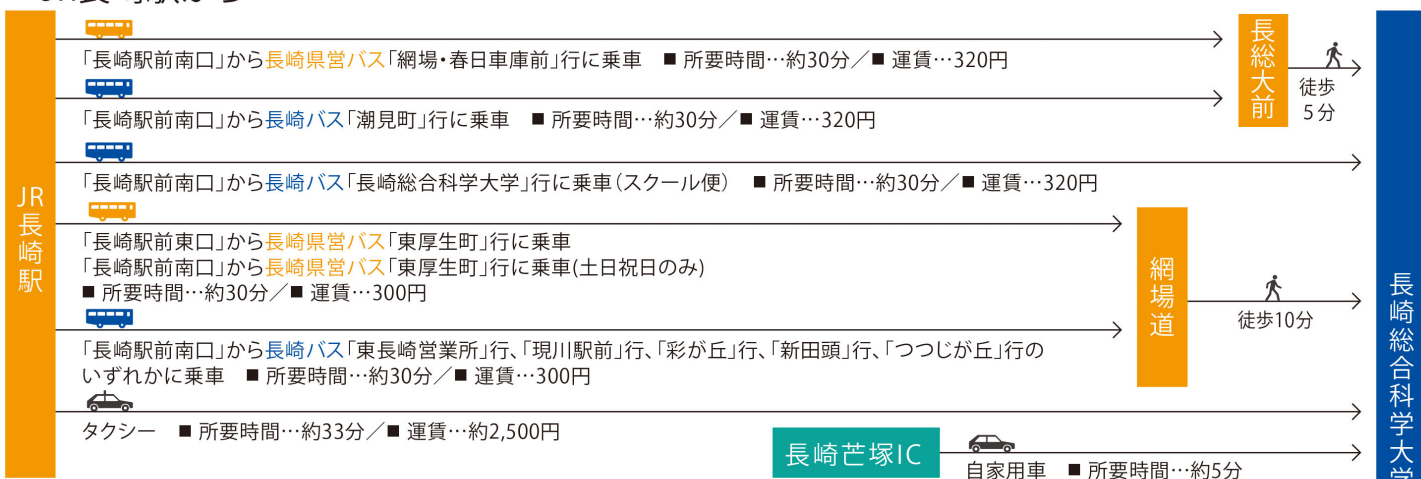 JR長崎駅から
JR長崎駅
「長崎駅前南口」から長崎県営バス「網場・春日車庫前」行に乗車　■ 所要時間…約30分／■ 運賃…320円
「長崎駅前南口」から長崎バス「潮見町」行に乗車　■ 所要時間…約30分／■ 運賃…320円
長総大前
徒歩
5分
「長崎駅前南口」から長崎バス「長崎総合科学大学」行に乗車（スクール便）　■ 所要時間…約30分／■ 運賃…320円
「長崎駅前東口」から長崎県営バス「東厚生町」行に乗車
「長崎駅前南口」から長崎県営バス「東厚生町」行に乗車(土日祝日のみ)
■ 所要時間…約30分／■ 運賃…300円
網場道
徒歩10分
「長崎駅前南口」から長崎バス「東長崎営業所」行、「現川駅前」行、「彩が丘」行、「新田頭」行、「つつじが丘」行の
いずれかに乗車　■ 所要時間…約30分／■ 運賃…300円
タクシー　■ 所要時間…約33分／■ 運賃…約2,500円
長崎芒塚IC
自家用車　■ 所要時間…約5分
長崎総合科学大学